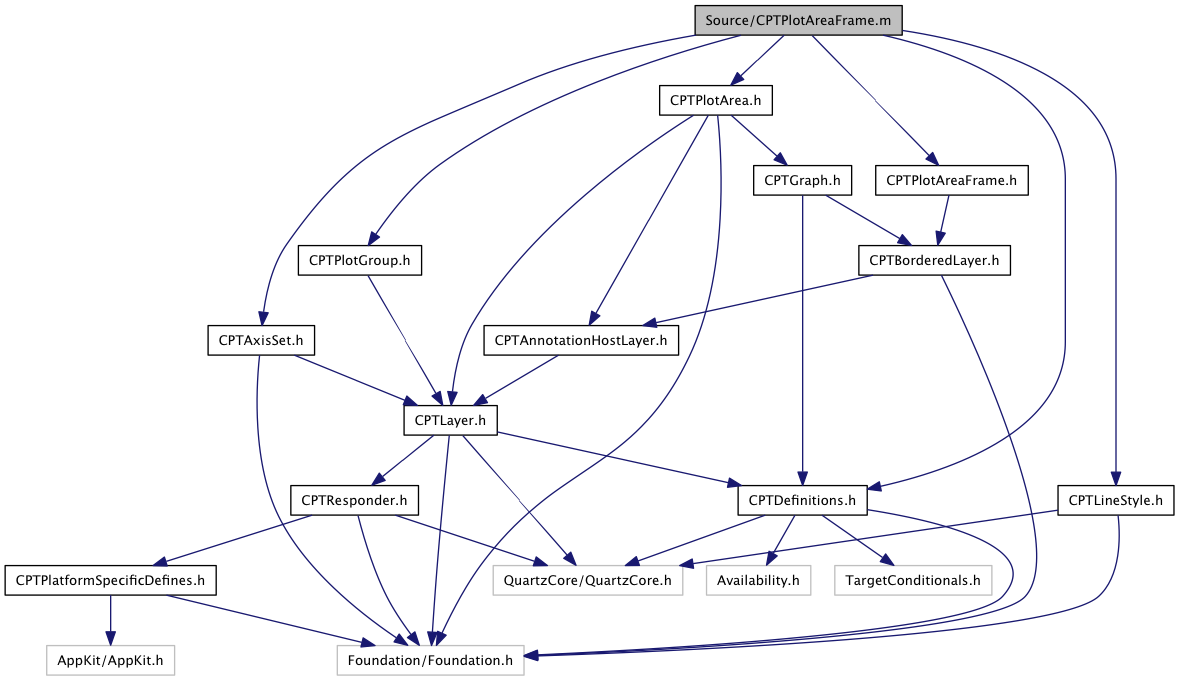 Source/CPTPlotAreaFrame.m
CPTPlotArea.h
CPTGraph.h
CPTPlotAreaFrame.h
CPTPlotGroup.h
CPTBorderedLayer.h
CPTAxisSet.h
CPTAnnotationHostLayer.h
CPTLayer.h
CPTResponder.h
CPTDefinitions.h
CPTLineStyle.h
CPTPlatformSpecificDefines.h
QuartzCore/QuartzCore.h
Availability.h
TargetConditionals.h
AppKit/AppKit.h
Foundation/Foundation.h